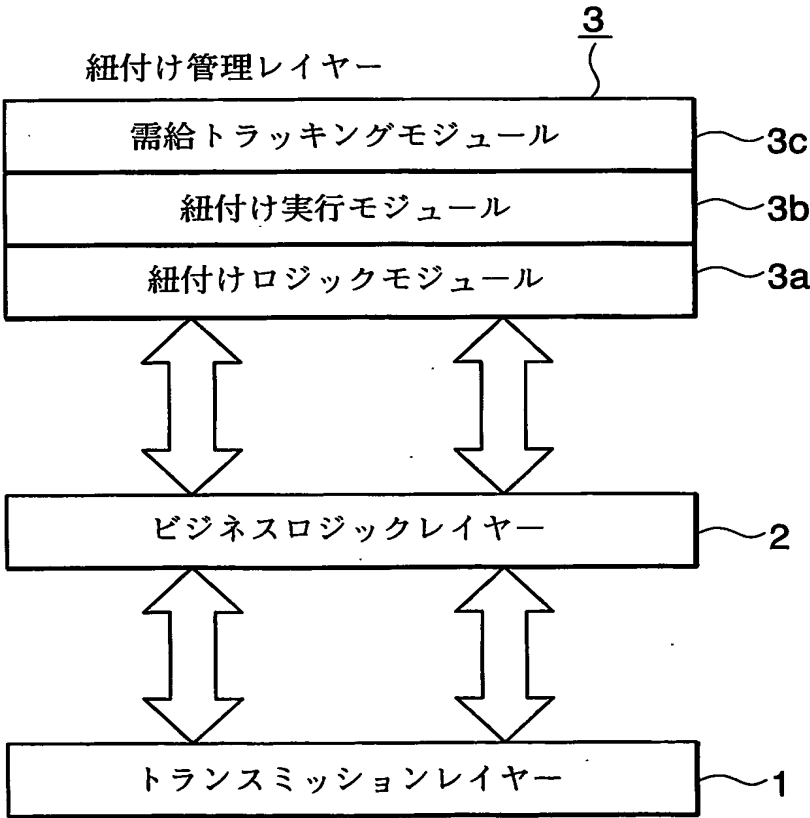 3
紐付け管理レイヤー
需給トラッキングモジュール 3c
紐付け実行モジュール 3b
紐付けロジックモジュール 3a
ビジネスロジックレイヤー 2
トランスミッションレイヤー 1